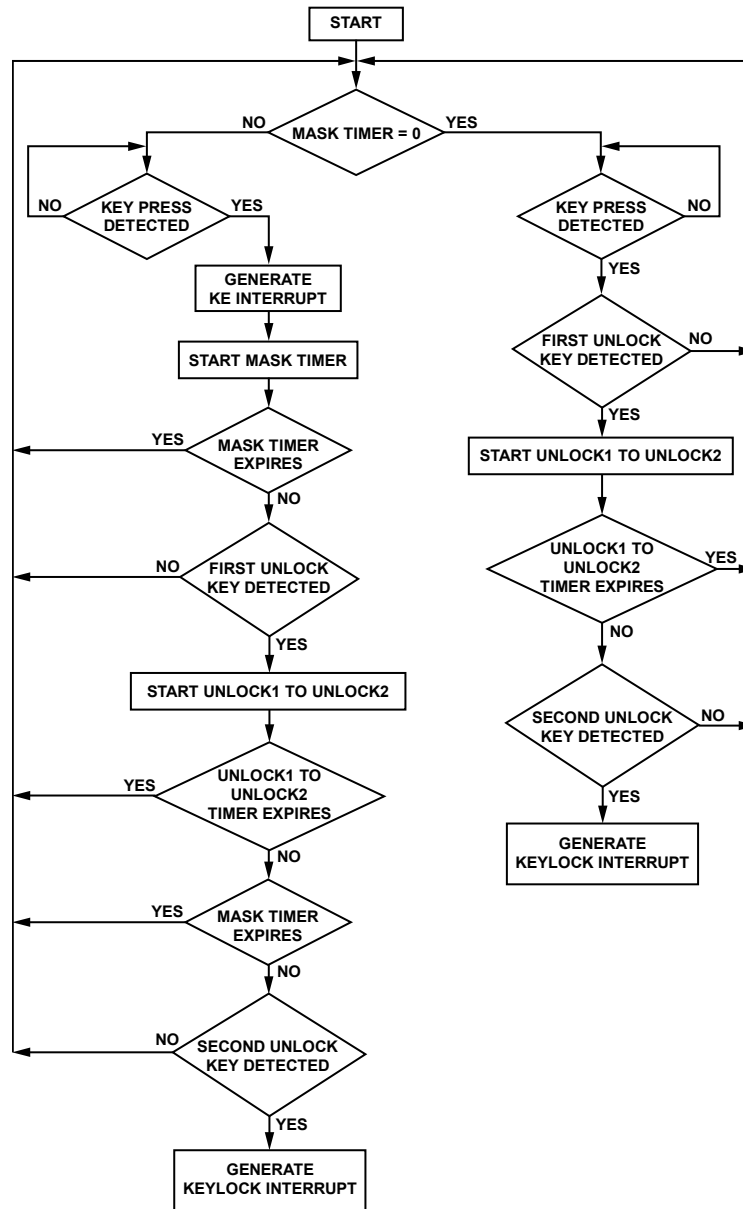 START
MASK TIMER = 0
NO
YES
KEY PRESS
DETECTED
NO
YES
GENERATE
KE INTERRUPT
START MASK TIMER
MASK TIMER
EXPIRES
YES
NO
FIRST UNLOCK
KEY DETECTED
NO
YES
START UNLOCK1 TO UNLOCK2
UNLOCK1 TO
UNLOCK2
TIMER EXPIRES
YES
NO
MASK TIMER
EXPIRES
YES
NO
SECOND UNLOCK
KEY DETECTED
NO
YES
GENERATE
KEYLOCK INTERRUPT
KEY PRESS
DETECTED
NO
YES
FIRST UNLOCK
KEY DETECTED
NO
YES
START UNLOCK1 TO UNLOCK2
UNLOCK1 TO
UNLOCK2
TIMER EXPIRES
YES
NO
SECOND UNLOCK
KEY DETECTED
NO
YES
GENERATE
KEYLOCK INTERRUPT